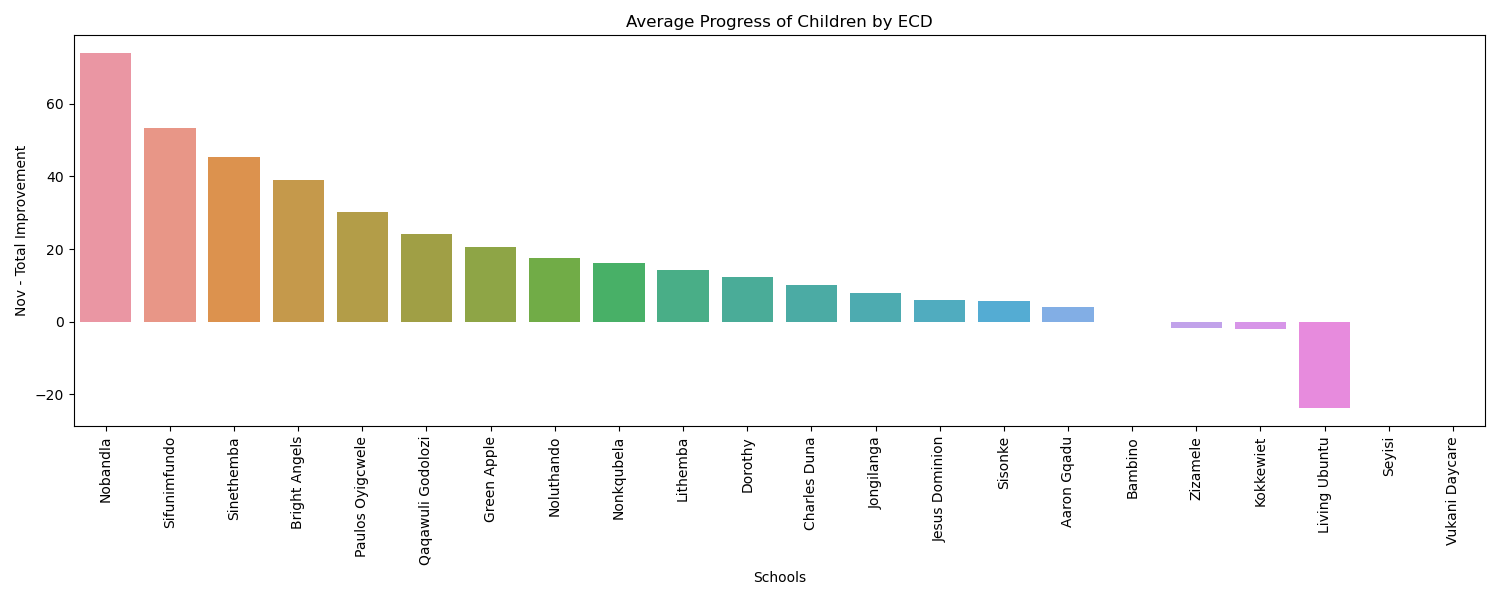 Average Progress of Children by ECD
Nov - Total Improvement
60
40
20
0
−20
Nobandla
Sifunimfundo
Sinethemba
Bright Angels
Paulos Oyigcwele
Qaqawuli Godolozi
Green Apple
Noluthando
Nonkqubela
Lithemba
Dorothy
Charles Duna
Jongilanga
Jesus Dominion
Sisonke
Aaron Gqadu
Bambino
Zizamele
Kokkewiet
Living Ubuntu
Seyisi
Vukani Daycare
Schools